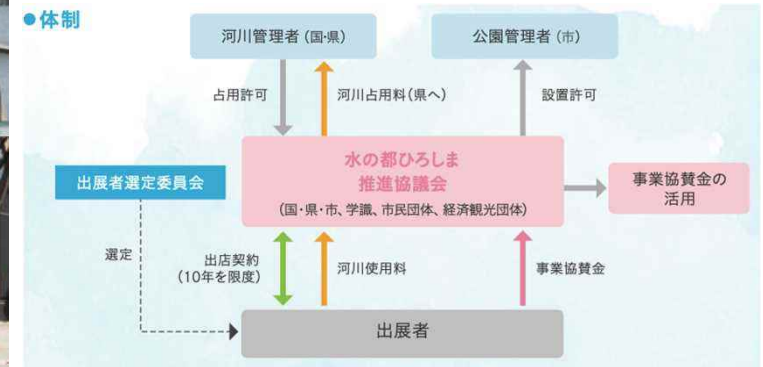 ●体制
河川管理者（国・県）
公園管理者（市）
占用許可
河川占用料（県へ）
設置許可
水の都ひろしま
推進協議会
（国・県・市、学識、市民団体、経済観光団体）
出展者選定委員会
事業協賛金の
活用
選定
出店契約
（10年を限度）
河川使用料
事業協賛金
出展者